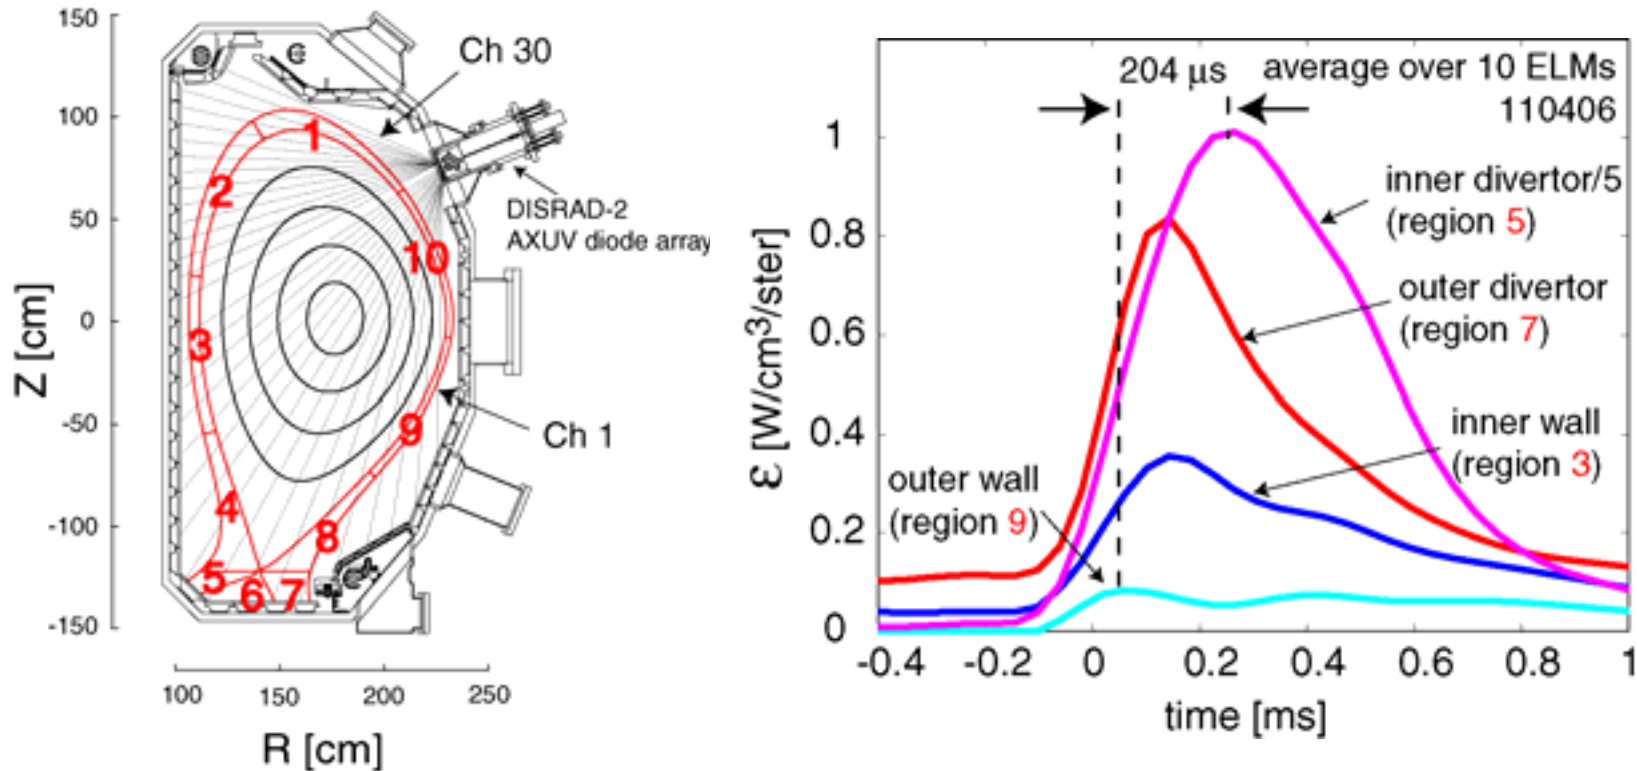 150
100
50
0
-50
-100
-150
Z [cm]
100
150
200
250
R [cm]
Ch 30
DISRAD-2
AXUV diode array
Ch 1
1
2
3
4
5
6
7
8
9
10
204 μs
average over 10 ELMs
110406
inner divertor/5
(region 5)
outer divertor
(region 7)
inner wall
(region 3)
outer wall
(region 9)
1
0.8
0.6
0.4
0.2
0
ε [W/cm³/ster]
-0.4
-0.2
0
0.2
0.4
0.6
0.8
1
time [ms]